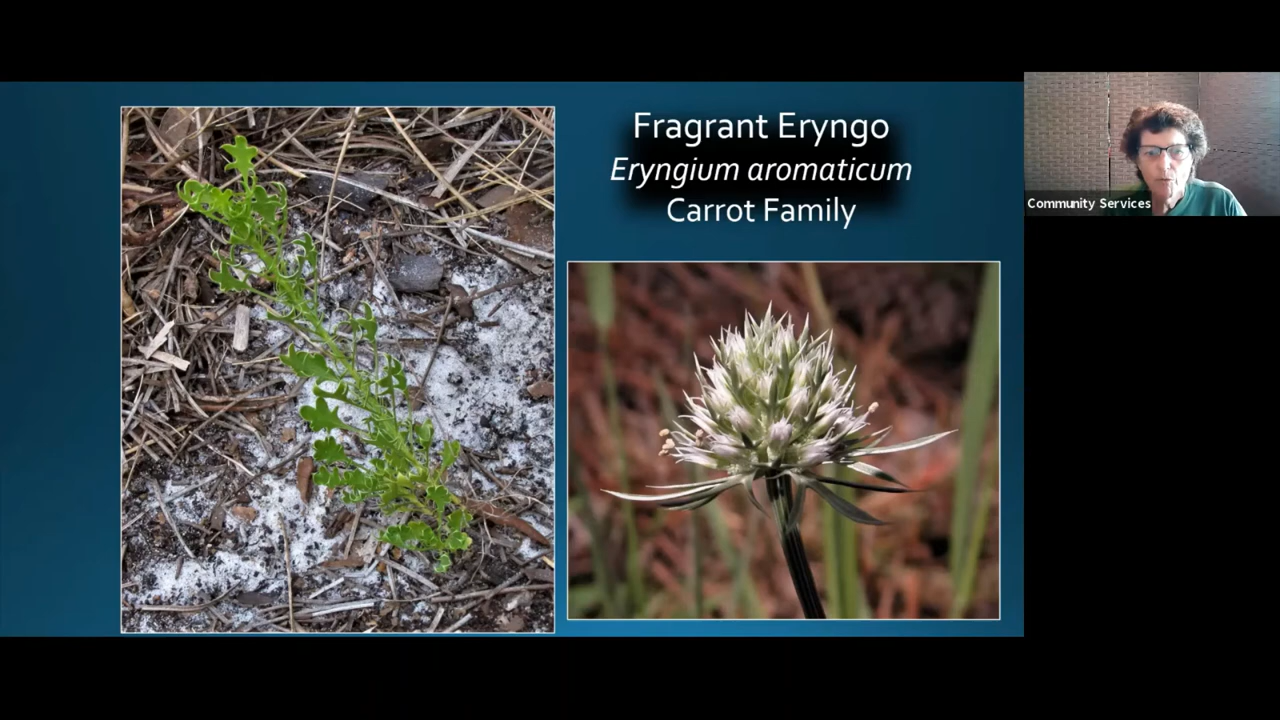 Fragrant Eryngo
Eryngium aromaticum
Carrot Family
Community Services